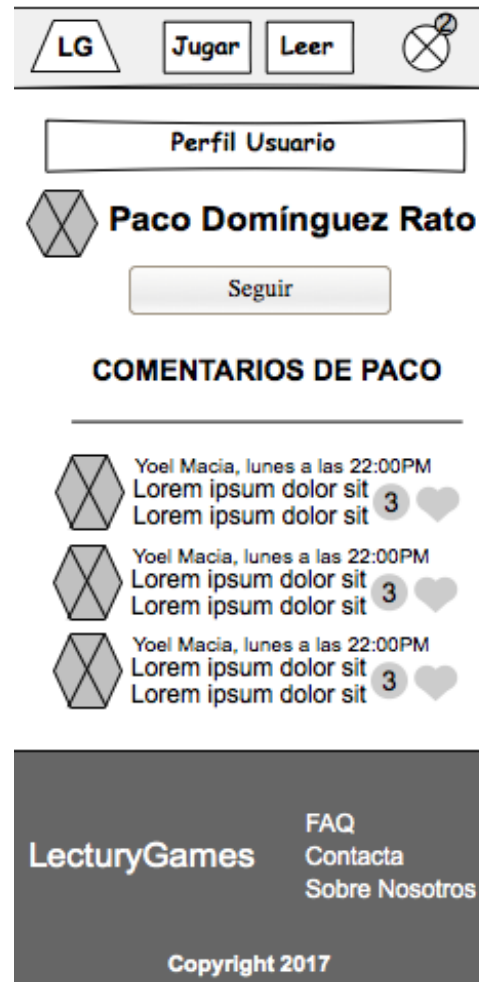 LG
Jugar
Leer
2
Perfil Usuario
Paco Domínguez Rato
Seguir
COMENTARIOS DE PACO
Yoel Macia, lunes a las 22:00PM
Lorem ipsum dolor sit
Lorem ipsum dolor sit
3
Yoel Macia, lunes a las 22:00PM
Lorem ipsum dolor sit
Lorem ipsum dolor sit
3
Yoel Macia, lunes a las 22:00PM
Lorem ipsum dolor sit
Lorem ipsum dolor sit
3
LecturyGames
FAQ
Contacta
Sobre Nosotros
Copyright 2017